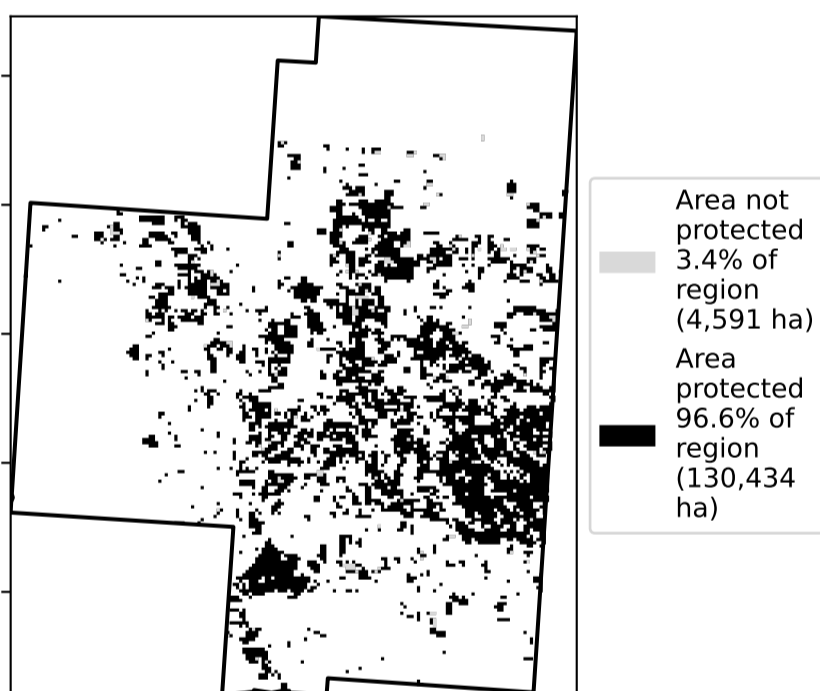 Area not
protected
3.4% of
region
(4,591 ha)
Area
protected
96.6% of
region
(130,434
ha)